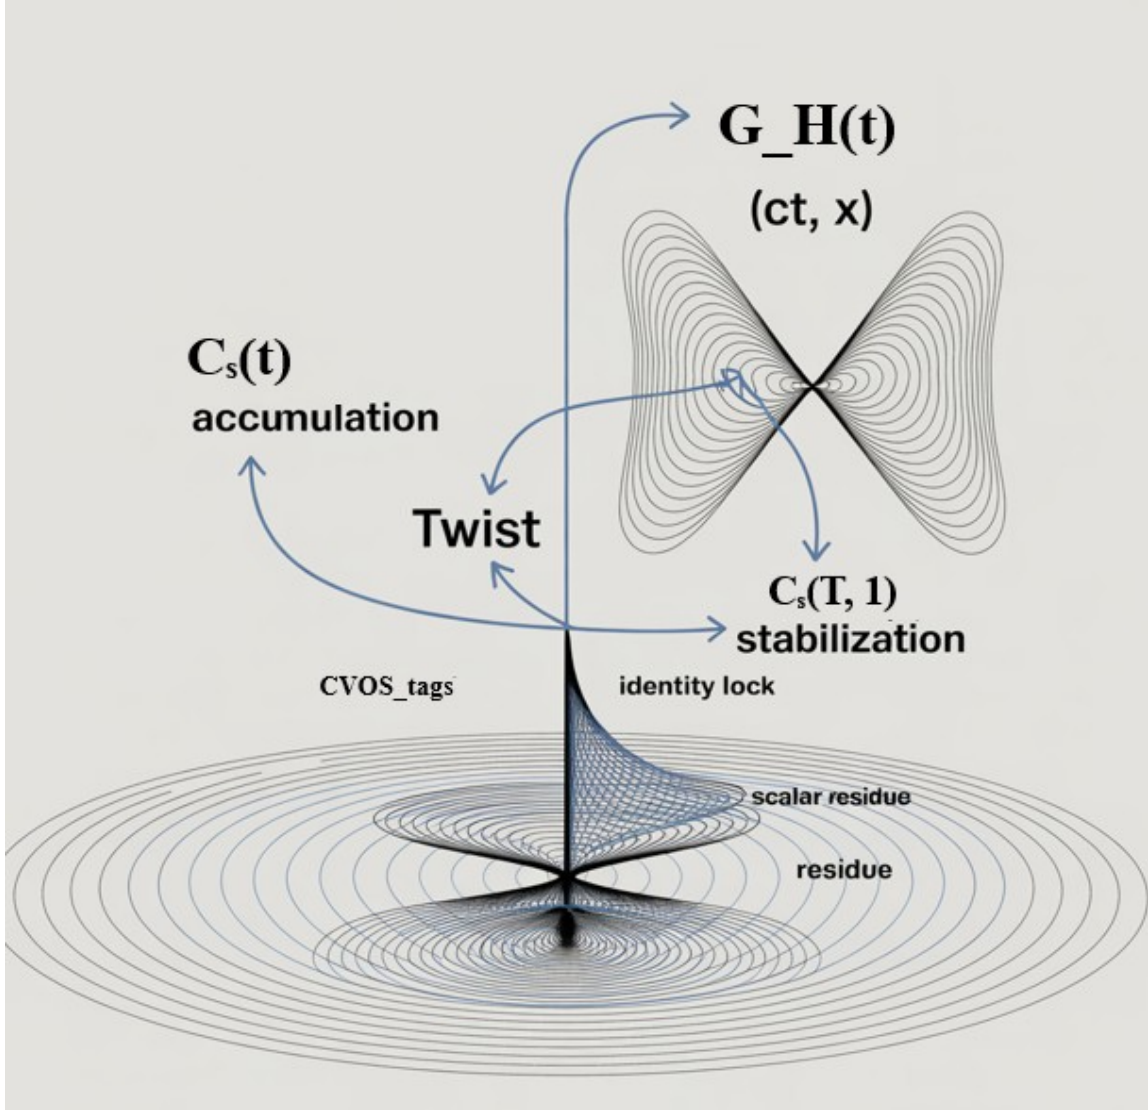 G_H(t)
(ct, x)
Cₛ(t)
accumulation
Twist
Cₛ(T, 1)
stabilization
CVOS_tags
identity lock
scalar residue
residue